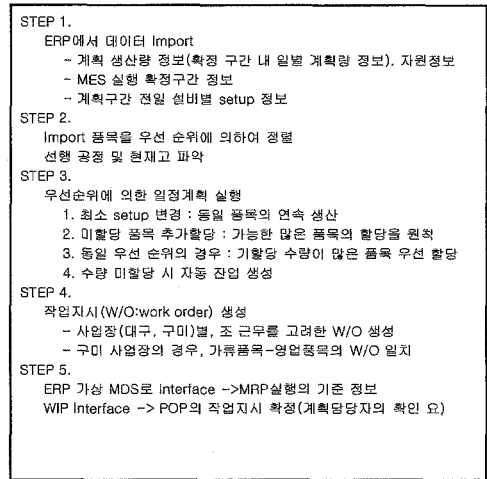 STEP 1.
ERP에서 데이터 Import
- 계획 생산량 정보(확정 구간 내 일별 계획량 정보), 자원정보
- MES 실행 확정구간 정보
- 계획구간 전일 설비별 setup 정보
STEP 2.
Import 품목을 우선 순위에 의하여 정렬
선행 공정 및 현재고 파악
STEP 3.
우선순위에 의한 일정계획 실행
1. 최소 setup 변경 : 동일 품목의 연속 생산
2. 미할당 품목 추가할당 : 가능한 많은 품목의 할당을 원칙
3. 동일 우선 순위의 경우 : 기할당 수량이 많은 품목 우선 할당
4. 수량 미할당 시 자동 잔업 생성
STEP 4.
작업지시(W/O:work order) 생성
- 사업장(대구, 구미)별, 조 근무를 고려한 W/O 생성
- 구미 사업장의 경우, 가류품목-영업품목의 W/O 일치
STEP 5.
ERP 가상 MDS로 Interface ->MRP실행의 기준 정보
WIP Interface -> POP의 작업지시 확정(계획담당자의 확인 요)